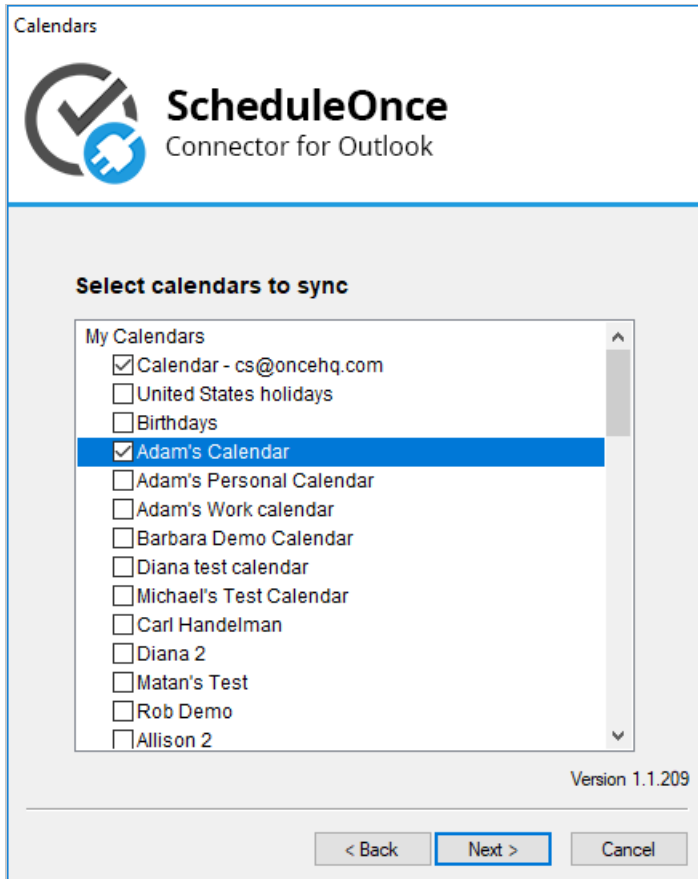 Calendars
ScheduleOnce
Connector for Outlook
Select calendars to sync
My Calendars
Calendar - cs@oncehq.com
United States holidays
Birthdays
Adam's Calendar
Adam's Personal Calendar
Adam's Work calendar
Barbara Demo Calendar
Diana test calendar
Michael's Test Calendar
Carl Handelman
Diana 2
Matan's Test
Rob Demo
Allison 2
Version 1.1.209
< Back Next > Cancel